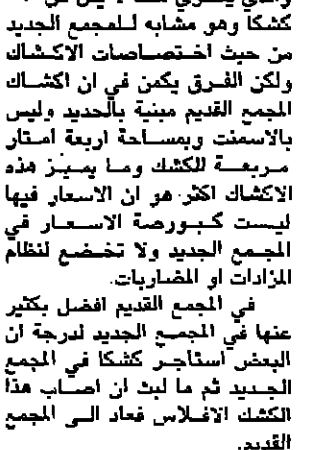 كشكا وهو مشابه للمجمع الجديد
من حيث اختصاصات الاكشاك
ولكن الفرق يكمن في ان اكشاك
المجمع القديم مبنية بالحديد وليس
بالاسمنت وبمساحة اربعة امتار
مربعة للكشك وما يميز هذه
الاكشاك اكثر هو ان الاسعار فيها
ليست كبورصة الاسعار في
المجمع الجديد ولا تخضع لنظام
المزادات او المضاربات.
في المجمع القديم افضل بكثير
عنها في المجمع الجديد لدرجة ان
البعض استأجر كشكا في المجمع
الجديد ثم ما لبث ان اصاب هذا
الكشك الافلاس فعاد الى المجمع
القديم.